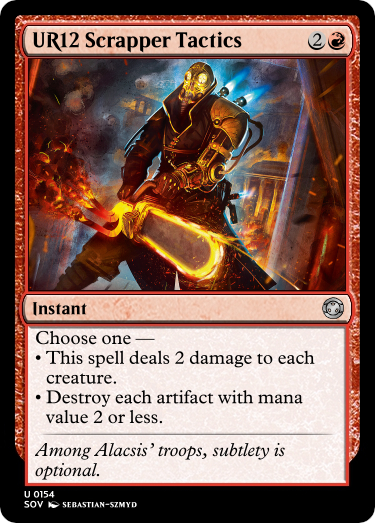 UR12 Scrapper Tactics 2
Instant
Choose one —
• This spell deals 2 damage to each
creature.
• Destroy each artifact with mana
value 2 or less.
Among Alacsis’ troops, subtlety is
optional.
U 0154
SOV SEBASTIAN-SZMYD